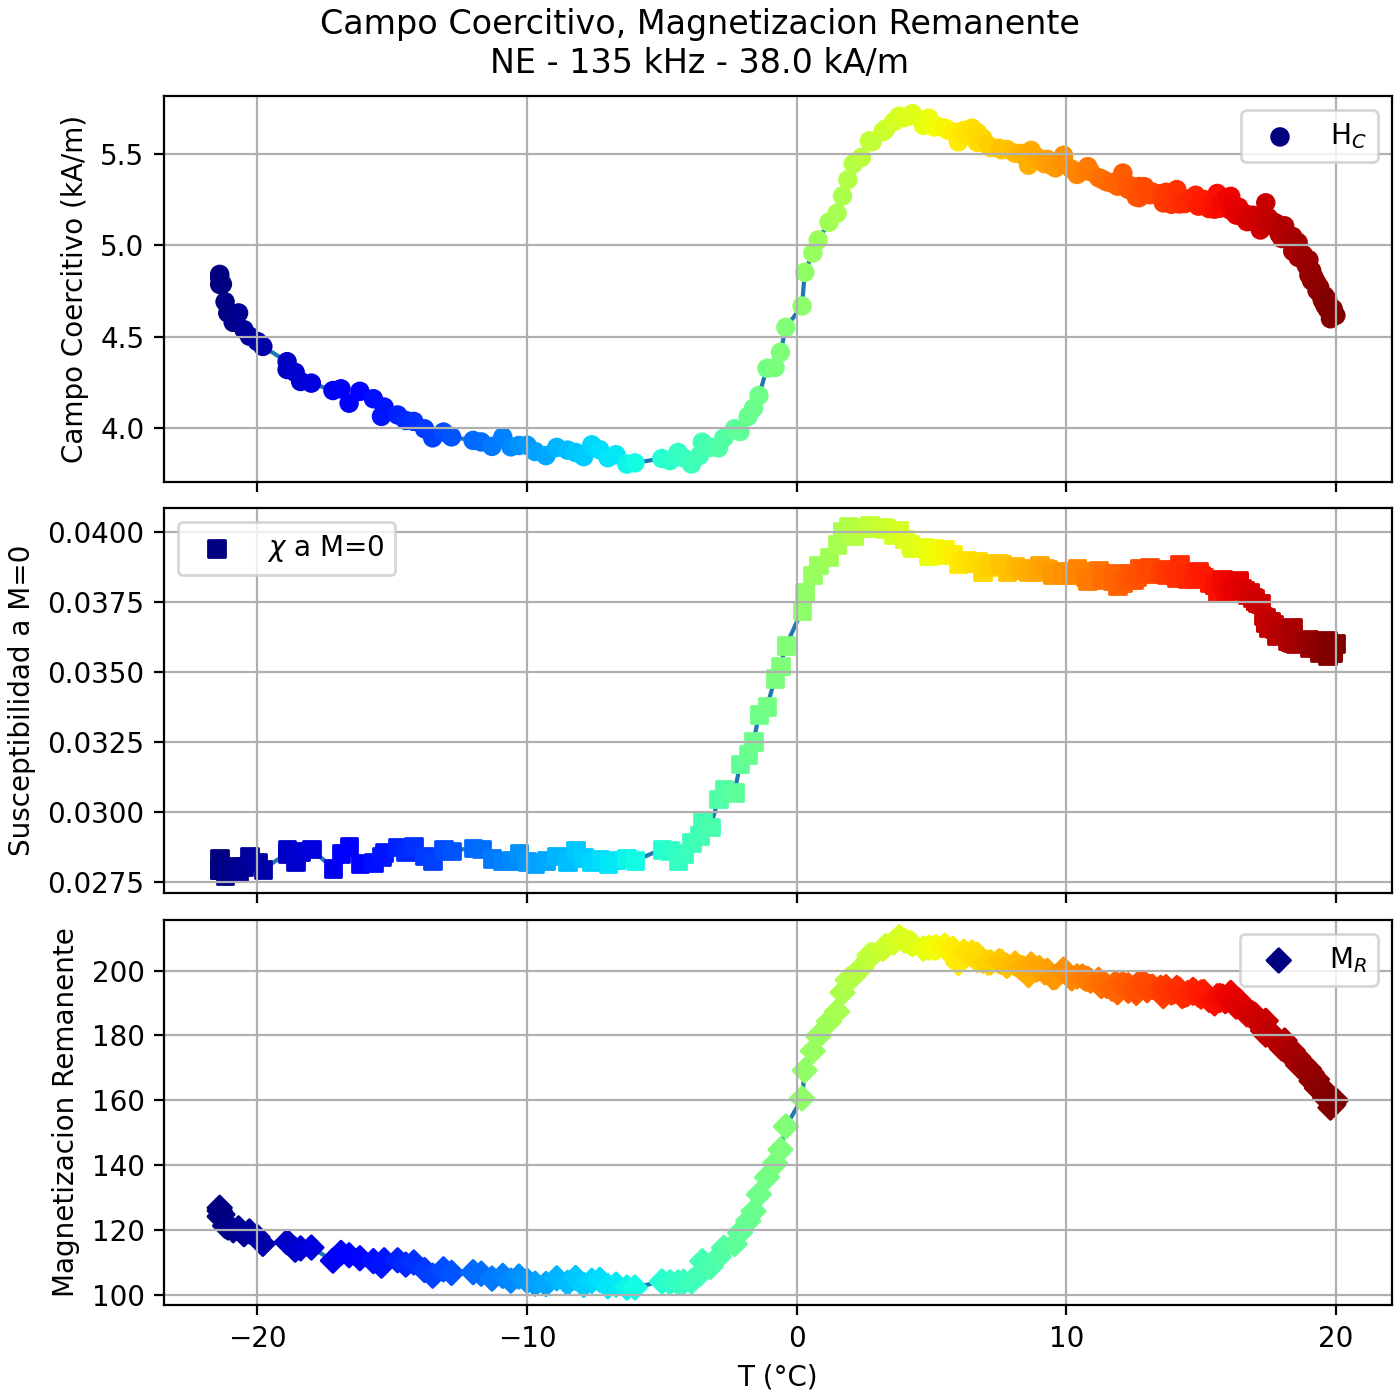 Campo Coercitivo, Magnetizacion Remanente
NE - 135 kHz - 38.0 kA/m
Campo Coercitivo (kA/m)
5.5
5.0
4.5
4.0
H_C
Susceptibilidad a M=0
0.0400
0.0375
0.0350
0.0325
0.0300
0.0275
χ a M=0
Magnetizacion Remanente
200
180
160
140
120
100
M_R
−20
−10
0
10
20
T (°C)